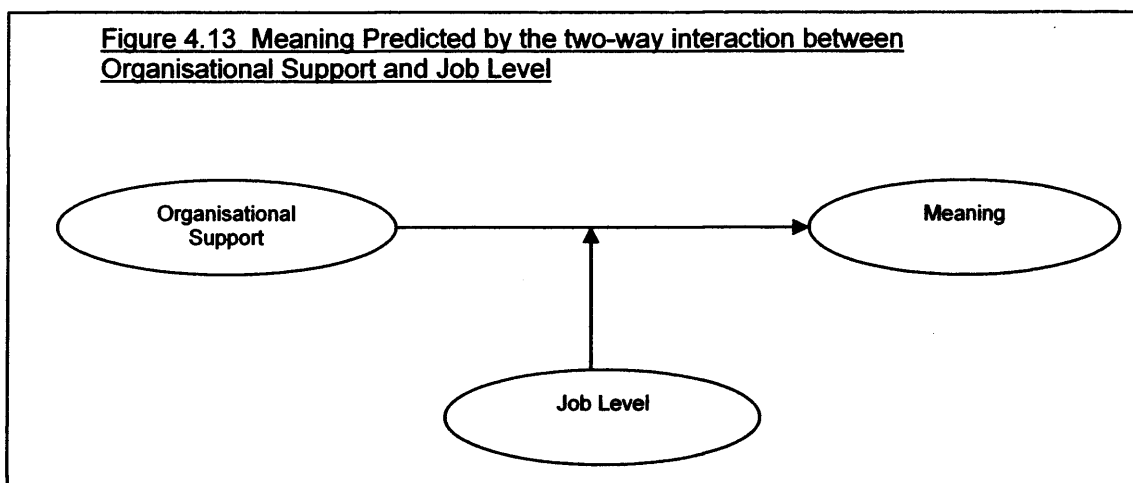 Figure 4.13 Meaning Predicted by the two-way interaction between
Organisational Support and Job Level
Organisational
Support
Meaning
Job Level